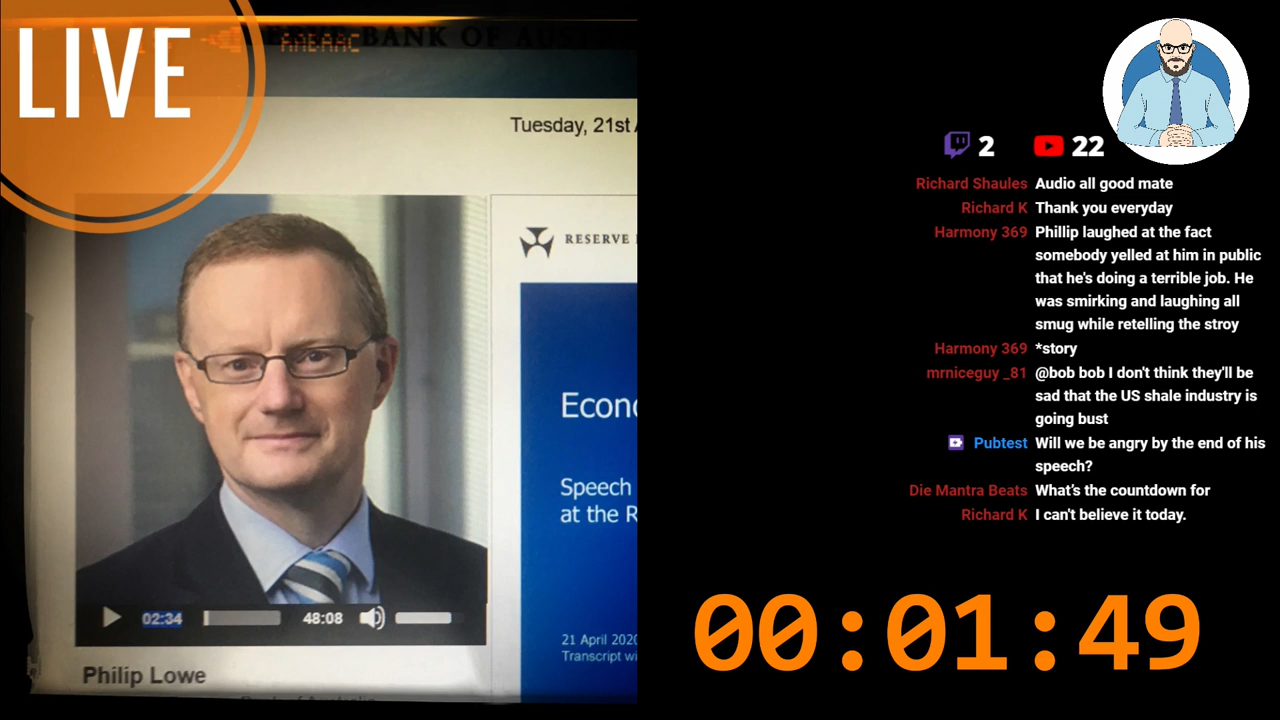 LIVE
BANK OF
Tuesday, 21st
RESERVE
Econo
Speech
at the R
02:34
48:08
21 April 2020
Transcript wi
Philip Lowe
2
22
Richard Shaules Audio all good mate
Richard K Thank you everyday
Harmony 369 Phillip laughed at the fact
somebody yelled at him in public
that he's doing a terrible job. He
was smirking and laughing all
smug while retelling the stroy
Harmony 369 *story
mrniceguy _81 @bob bob I don't think they'll be
sad that the US shale industry is
going bust
Pubtest Will we be angry by the end of his
speech?
Die Mantra Beats What's the countdown for
Richard K I can't believe it today.
00:01:49